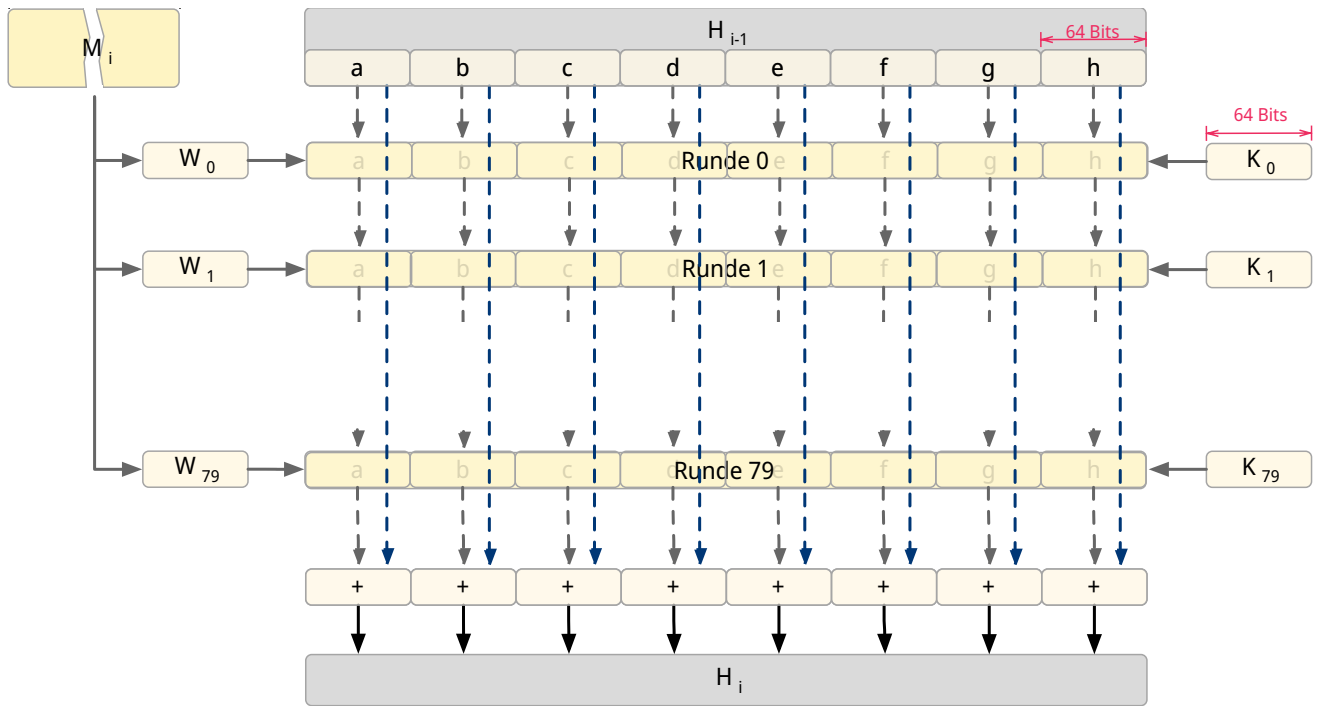 M i
H i-1
64 Bits
a b c d e f g h
64 Bits
W 0
a b c d Runde 0 e f g h
K 0
W 1
a b c d Runde 1 e f g h
K 1
W 79
a b c d Runde 79 e f g h
K 79
+ + + + + + + +
H i